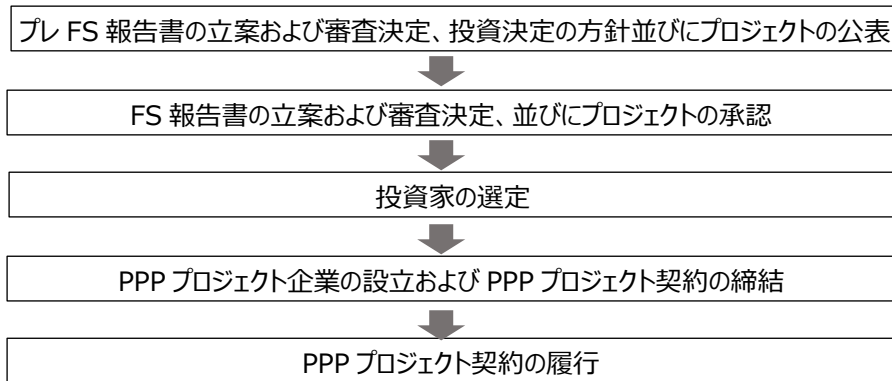 プレ FS 報告書の立案および審査決定、投資決定の方針並びにプロジェクトの公表
FS 報告書の立案および審査決定、並びにプロジェクトの承認
投資家の選定
PPP プロジェクト企業の設立および PPP プロジェクト契約の締結
PPP プロジェクト契約の履行